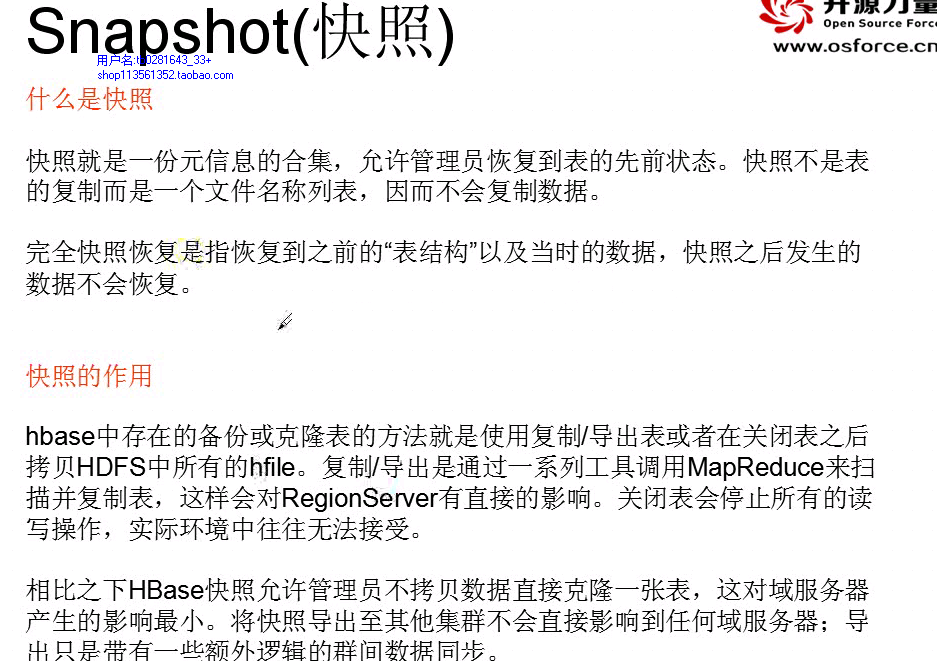 Snapshot(快照)
开源力量
Open Source Force
www.osforce.cn
shop113561352.taobao.com
什么是快照
快照就是一份元信息的合集，允许管理员恢复到表的先前状态。快照不是表
的复制而是一个文件名称列表，因而不会复制数据。
完全快照恢复是指恢复到之前的“表结构”以及当时的数据，快照之后发生的
数据不会恢复。
快照的作用
hbase中存在的备份或克隆表的方法就是使用复制/导出表或者在关闭表之后
拷贝HDFS中所有的hfile。复制/导出是通过一系列工具调用MapReduce来扫
描并复制表，这样会对RegionServer有直接的影响。关闭表会停止所有的读
写操作，实际环境中往往无法接受。
相比之下HBase快照允许管理员不拷贝数据直接克隆一张表，这对域服务器
产生的影响最小。将快照导出至其他集群不会直接影响到任何域服务器；导
出只是带有一些额外逻辑的群间数据同步。